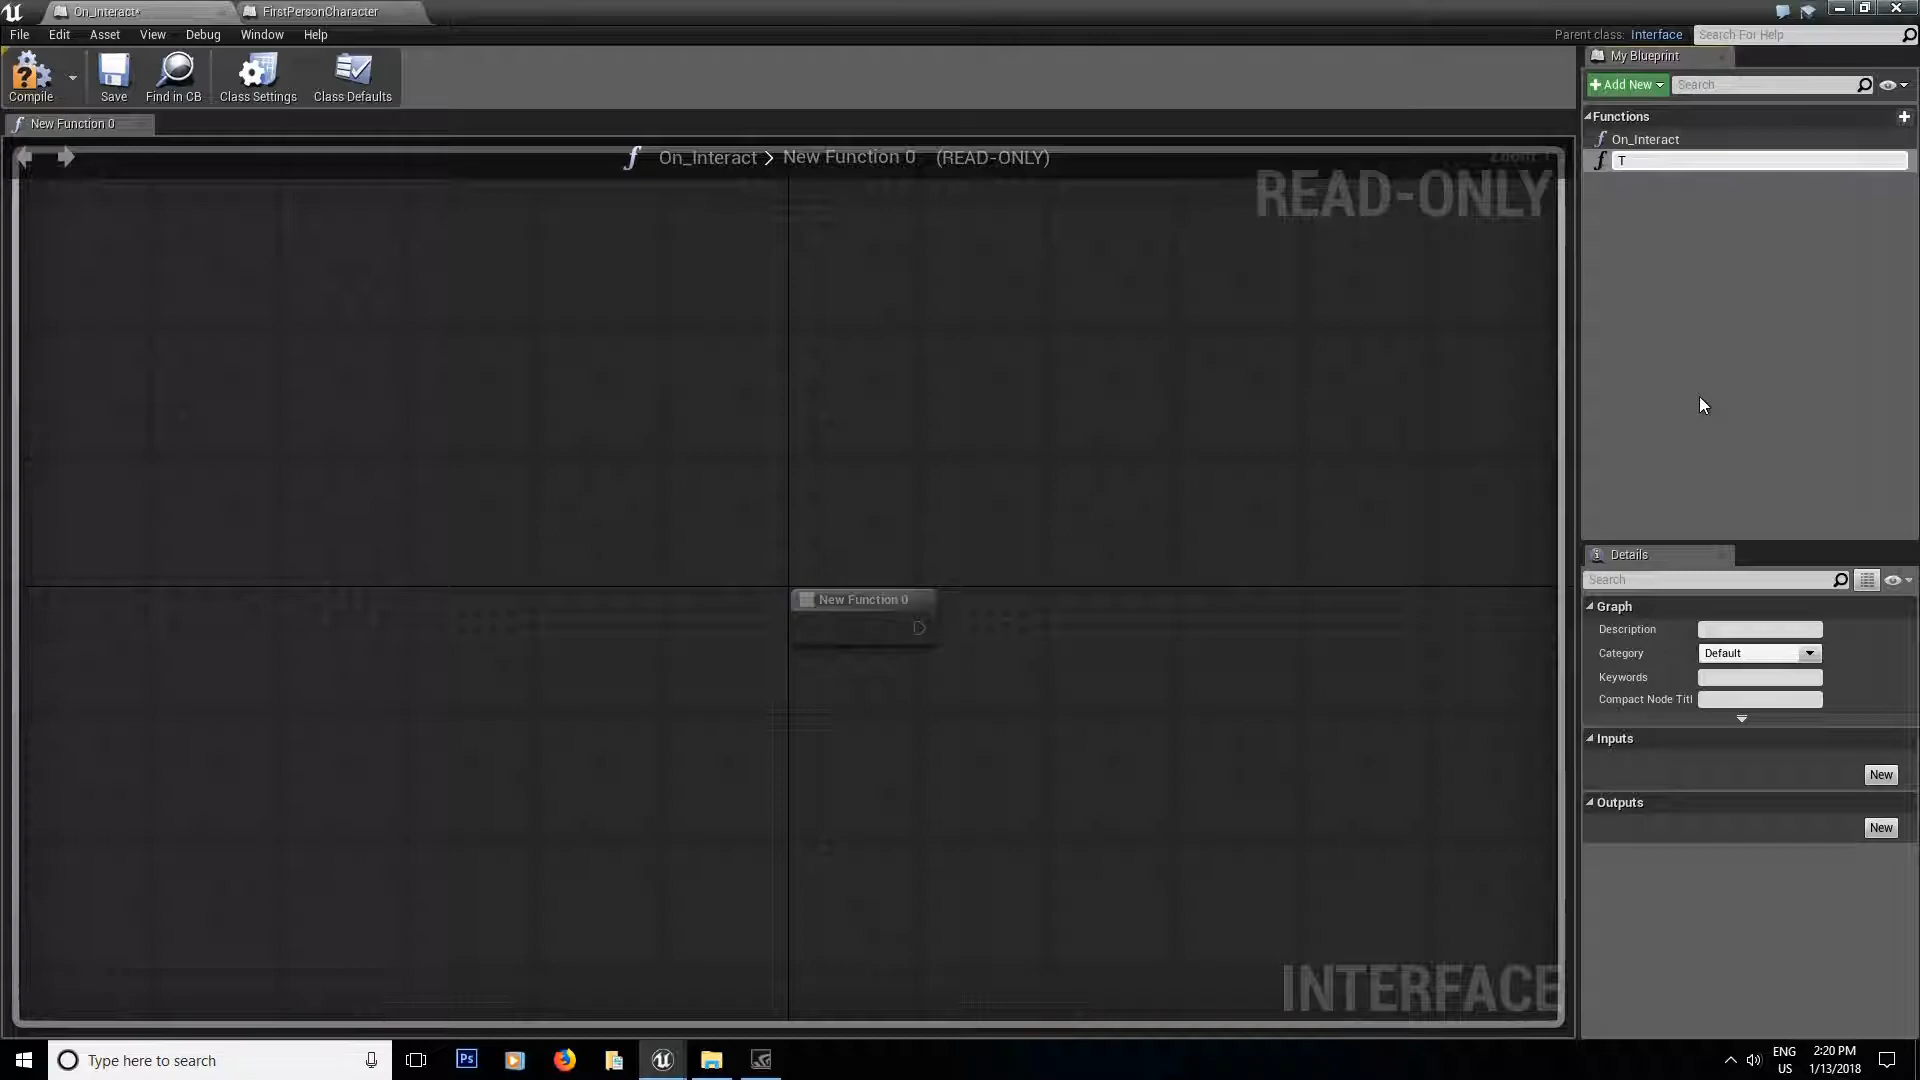 On_Interact*
FirstPersonCharacter
File Edit Asset View Debug Window Help
Parent class: Interface
Search For Help
Compile
Save
Find in CB
Class Settings
Class Defaults
My Blueprint
+ Add New
Search
Functions
On_Interact
T
New Function 0
On_Interact > New Function 0 (READ-ONLY)
READ-ONLY
New Function 0
INTERFACE
Details
Search
Graph
Description
Category
Default
Keywords
Compact Node Titl
Inputs
New
Outputs
New
Type here to search
Ps
ENG
US
2:20 PM
1/13/2018